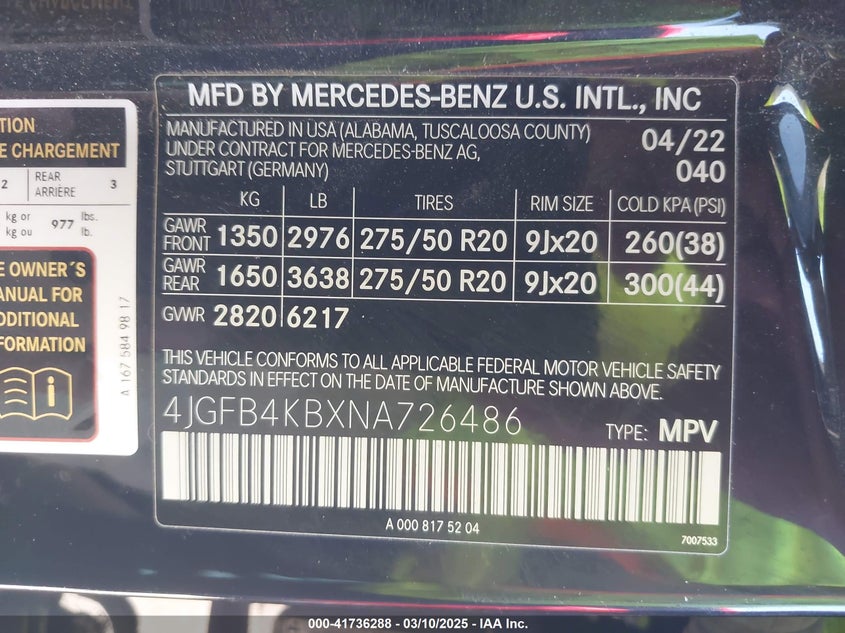 MFD BY MERCEDES-BENZ U.S. INTL., INC
MANUFACTURED IN USA (ALABAMA, TUSCALOOSA COUNTY)
UNDER CONTRACT FOR MERCEDES-BENZ AG,
STUTTGART (GERMANY)
04/22
040
KG LB TIRES RIM SIZE COLD KPA (PSI)
GAWR FRONT 1350 2976 275/50 R20 9Jx20 260(38)
GAWR REAR 1650 3638 275/50 R20 9Jx20 300(44)
GVWR 2820 6217
THIS VEHICLE CONFORMS TO ALL APPLICABLE FEDERAL MOTOR VEHICLE SAFETY
STANDARDS IN EFFECT ON THE DATE OF MANUFACTURE SHOWN ABOVE.
4JGFB4KBXNA726486
TYPE: MPV
A 000 817 52 04
7007533
CHARGEMENT
2 REAR ARRIÈRE 3
kg or 977 lbs.
kg ou lb.
OWNER´S
FOR
i
A 167 584 98 17
000-41736288 - 03/10/2025 - IAA Inc.